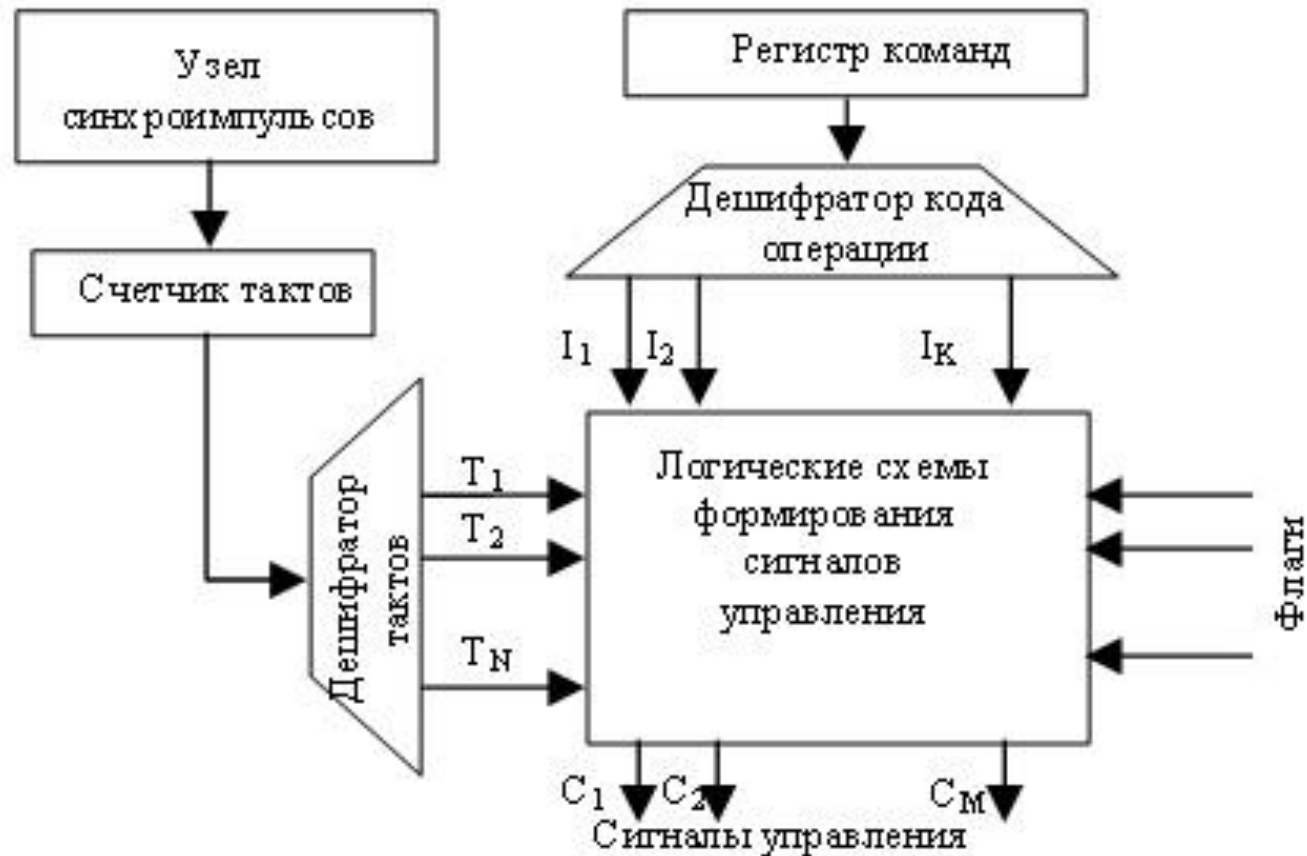 Узел
синхроимпульсов
Регистр команд
Дешифратор кода
операции
Счетчик тактов
I1 I2 IK
Дешифратор
тактов
T1
T2
TN
Логические схемы
формирования
сигналов
управления
Флаги
C1 C2 CM
Сигналы управления